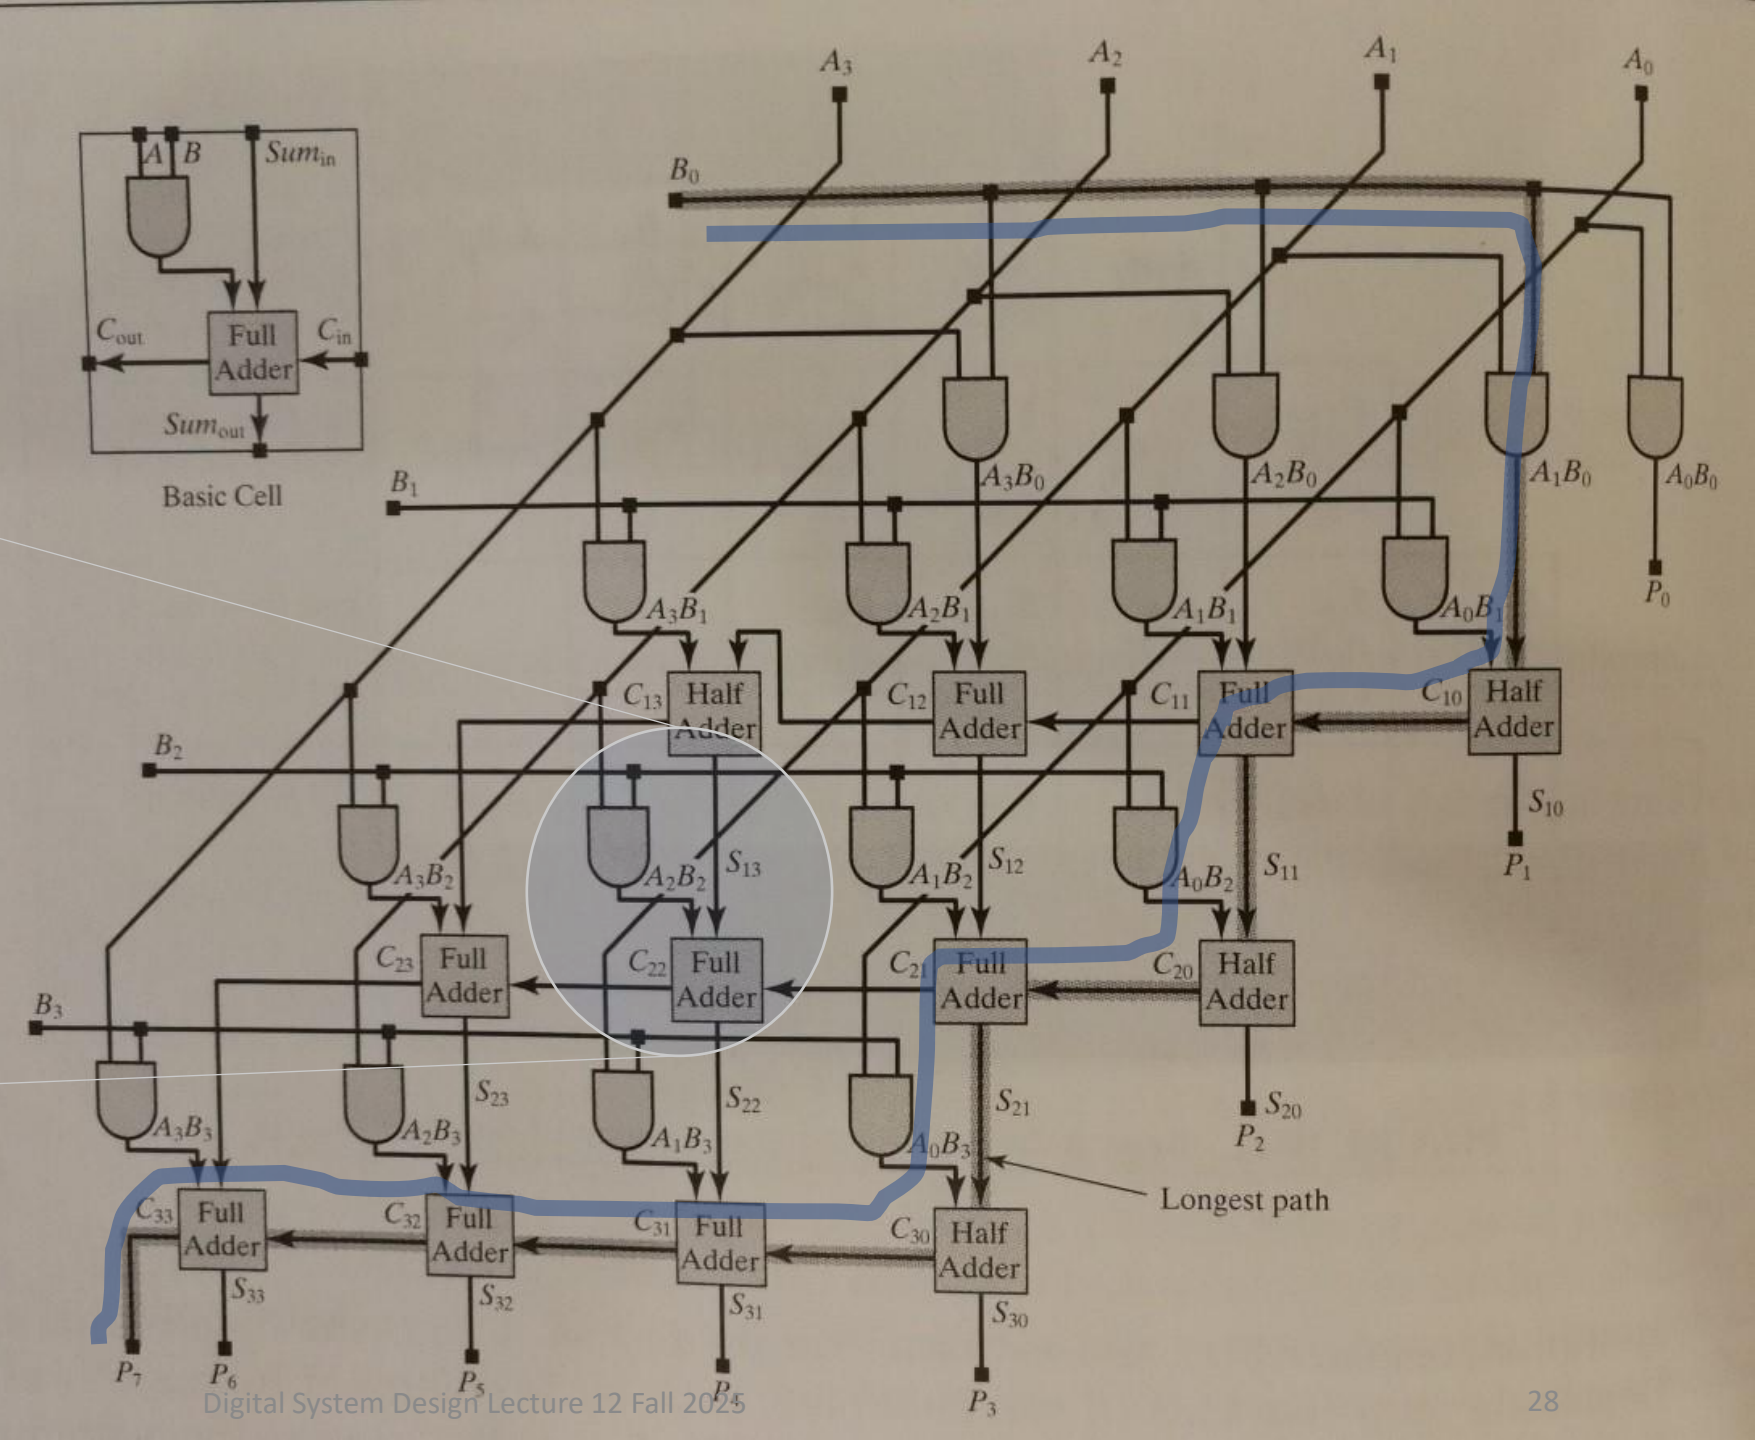 A3
A2
A1
A0
A B Sumin
B0
Cout
Full Adder
Cin
Sumout
Basic Cell
B1
A3B0
A2B0
A1B0
A0B0
P0
A3B1
A2B1
A1B1
A0B1
C13
Half Adder
C12
Full Adder
C11
Full Adder
C10
Half Adder
B2
S10
P1
A3B2
A2B2
S13
A1B2
S12
A0B2
S11
C23
Full Adder
C22
Full Adder
C21
Full Adder
C20
Half Adder
B3
S23
S22
S21
S20
P2
A3B3
A2B3
A1B3
A0B3
Longest path
C33
Full Adder
C32
Full Adder
C31
Full Adder
C30
Half Adder
S33
S32
S31
S30
P7
P6
P5
P4
P3
Digital System Design Lecture 12 Fall 2025
28